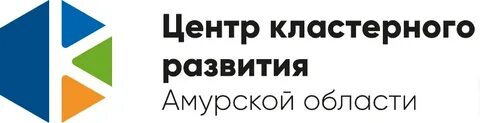 Центр кластерного
развития
Амурской области